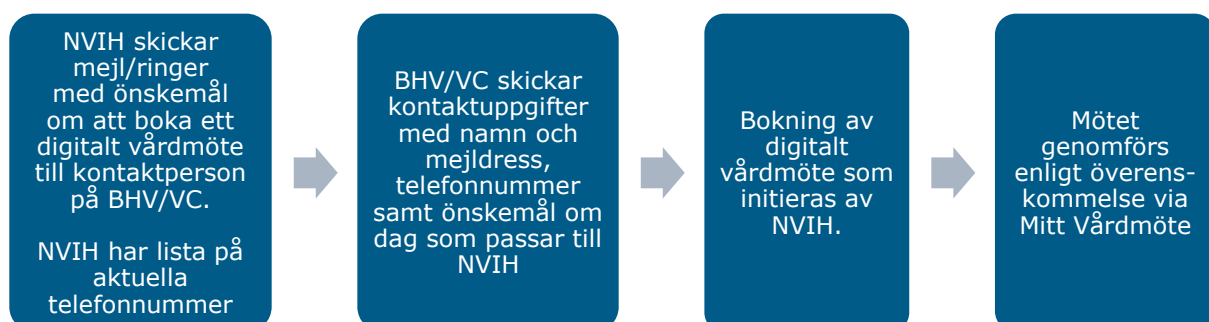 NVIH skickar
mejl/ringer
med önskemål
om att boka ett
digitalt vårdmöte
till kontaktperson
på BHV/VC.
NVIH har lista på
aktuella
telefonnummer
BHV/VC skickar
kontaktuppgifter
med namn och
mejldress,
telefonnummer
samt önskemål om
dag som passar till
NVIH
Bokning av
digitalt
vårdmöte som
initieras av
NVIH.
Mötet
genomförs
enligt överens-
kommelse via
Mitt Vårdmöte